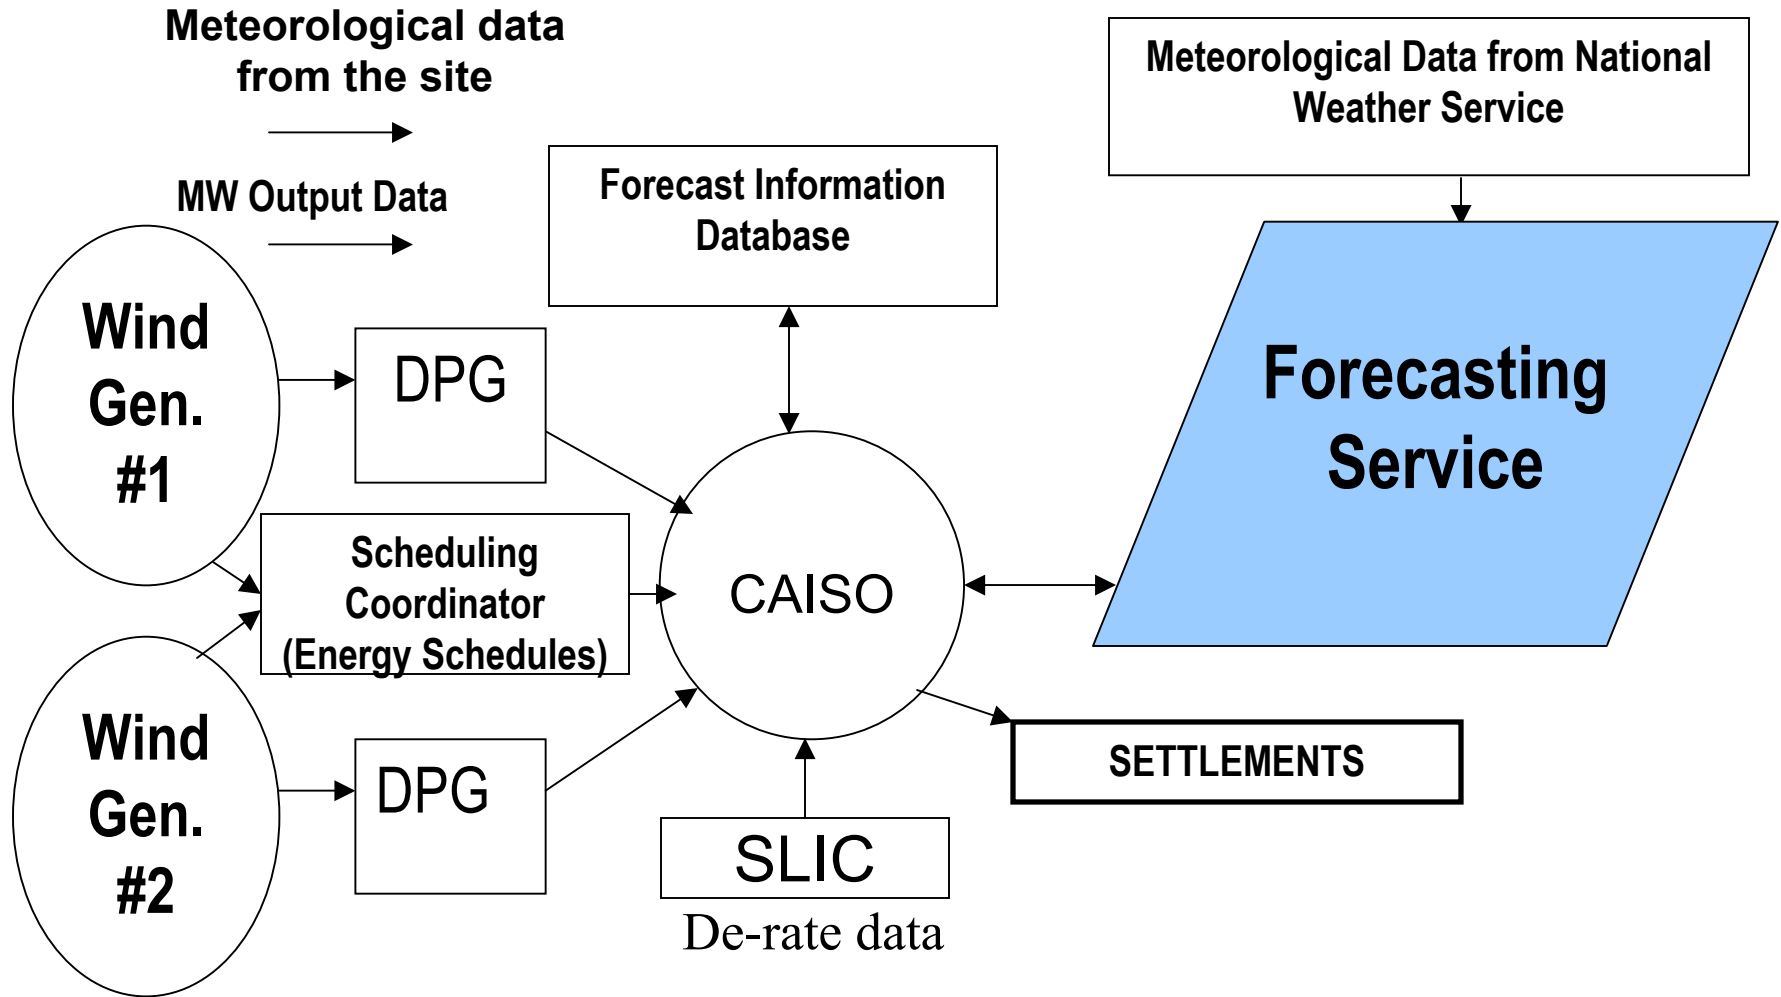 Meteorological data
from the site
MW Output Data
Meteorological Data from National
Weather Service
Forecast Information
Database
Wind
Gen.
#1
DPG
Forecasting
Service
Scheduling
Coordinator
(Energy Schedules)
CAISO
Wind
Gen.
#2
DPG
SETTLEMENTS
SLIC
De-rate data